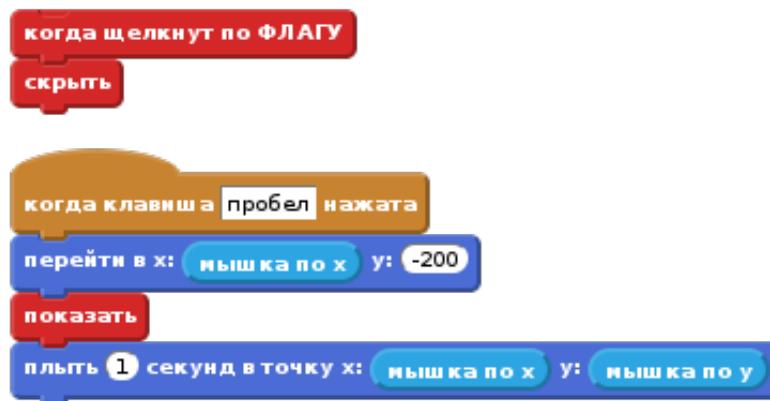 когда щелкнут по ФЛАГУ
скрыть
когда клавиша пробел нажата
перейти в x: мышка по x y: -200
показать
плыть 1 секунд в точку x: мышка по x y: мышка по y